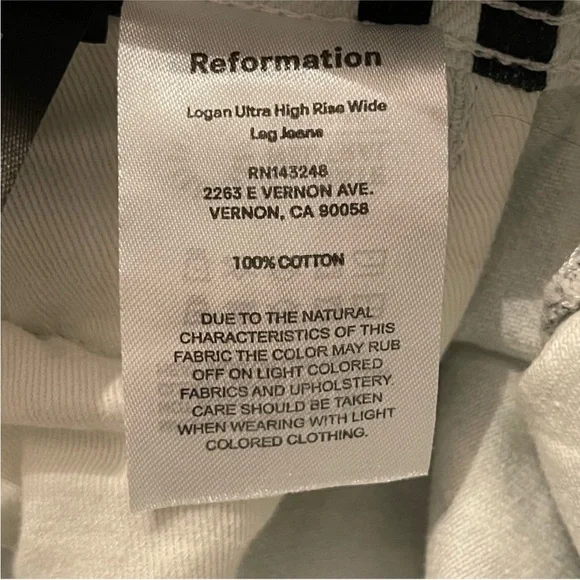 Reformation
Logan Ultra High Rise Wide
Leg Jeans
RN143248
2263 E VERNON AVE.
VERNON, CA 90058
100% COTTON
DUE TO THE NATURAL
CHARACTERISTICS OF THIS
FABRIC THE COLOR MAY RUB
OFF ON LIGHT COLORED
FABRICS AND UPHOLSTERY.
CARE SHOULD BE TAKEN
WHEN WEARING WITH LIGHT
COLORED CLOTHING.